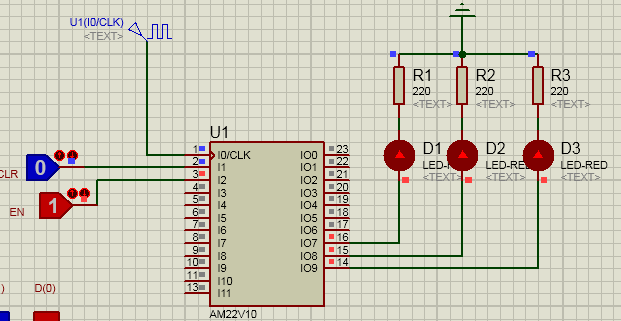 U1(I0/CLK)
<TEXT>
R1
220
<TEXT>
R2
220
<TEXT>
R3
220
<TEXT>
D1
LED-RED
<TEXT>
D2
LED-RED
<TEXT>
D3
LED-RED
<TEXT>
CLR
0
EN
1
U1
1 I0/CLK IO0 23
2 I1 IO1 22
3 I2 IO2 21
4 I3 IO3 20
5 I4 IO4 19
6 I5 IO5 18
7 I6 IO6 17
8 I7 IO7 16
9 I8 IO8 15
10 I9 IO9 14
11 I10
13 I11
AM22V10
) D(0)